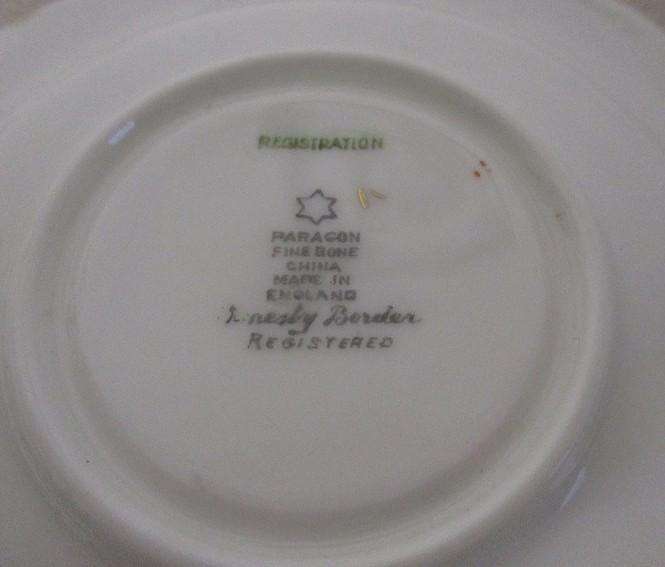 REGISTRATION
PARAGON
FINE BONE
CHINA
MADE IN
ENGLAND
Border
REGISTERED